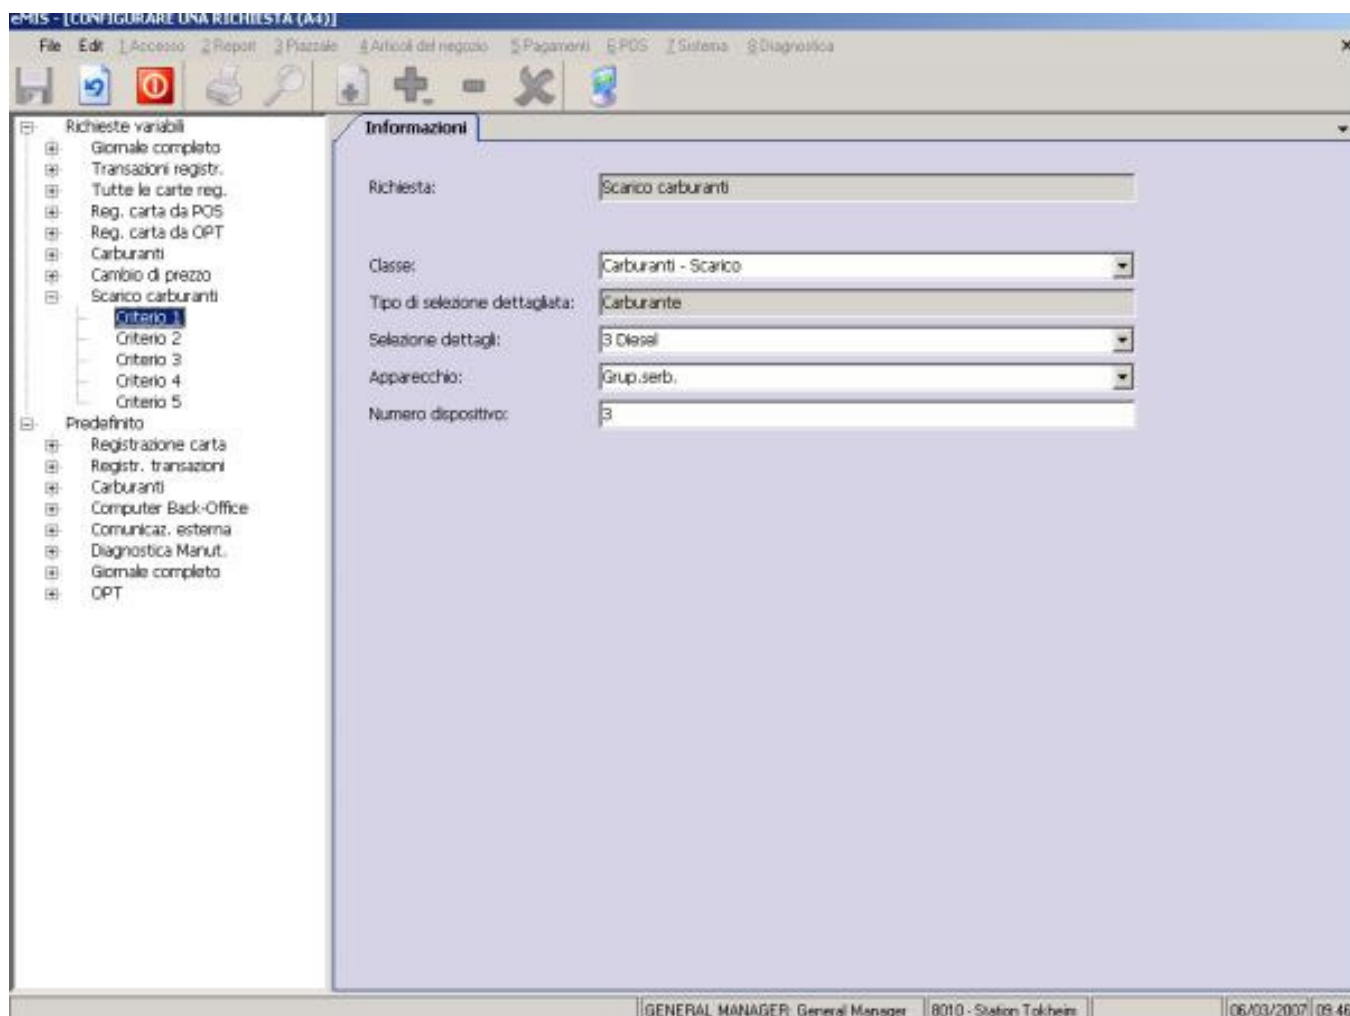 eMIS - [CONFIGURARE UNA RICHIESTA (A4)]
File Edit 1 Accesso 2 Report 3 Piazzale 4 Articoli del negozio 5 Pagamenti 6 POS 7 Sistema 8 Diagnostica
Richieste variabili
Giornale completo
Transazioni registr.
Tutte le carte reg.
Reg. carta da POS
Reg. carta da OPT
Carburanti
Cambio di prezzo
Scarico carburanti
Criterio 1
Criterio 2
Criterio 3
Criterio 4
Criterio 5
Predefinito
Registrazione carta
Registr. transazioni
Carburanti
Computer Back-Office
Comunicaz. esterna
Diagnostica Manut.
Giornale completo
OPT
Informazioni
Richiesta: Scarico carburanti
Classe: Carburanti - Scarico
Tipo di selezione dettagliata: Carburante
Selezione dettagli: 3 Diesel
Apparecchio: Grup.serb.
Numero dispositivo: 3
GENERAL MANAGER: General Manager 8010 - Station Tokheim 06/03/2007 09:46